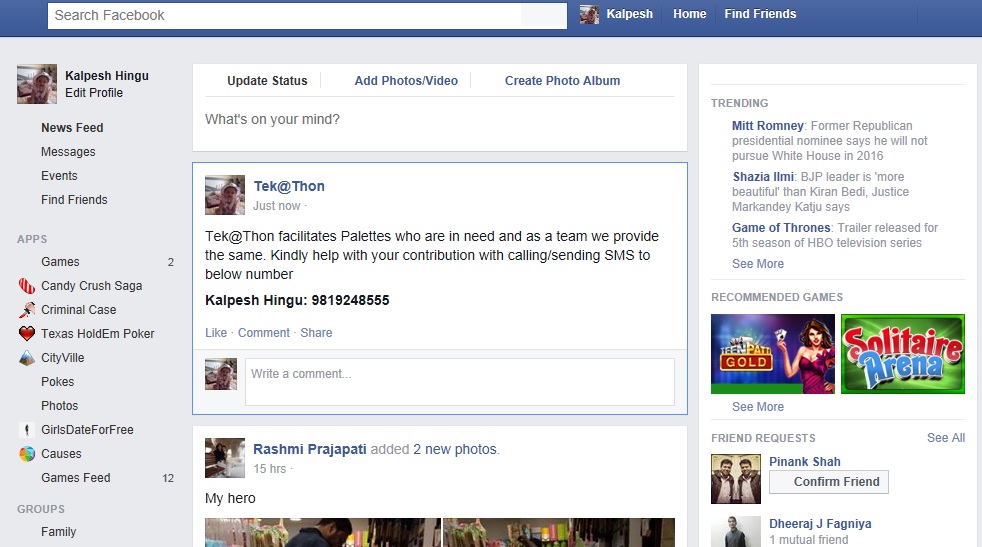 Search Facebook
Kalpesh Home Find Friends
Kalpesh Hingu
Edit Profile
News Feed
Messages
Events
Find Friends
APPS
Games 2
Candy Crush Saga
Criminal Case
Texas HoldEm Poker
CityVille
Pokes
Photos
GirlsDateForFree
Causes
Games Feed 12
GROUPS
Family
Update Status Add Photos/Video Create Photo Album
What's on your mind?
Tek@Thon
Just now ·
Tek@Thon facilitates Palettes who are in need and as a team we provide
the same. Kindly help with your contribution with calling/sending SMS to
below number
Kalpesh Hingu: 9819248555
Like · Comment · Share
Write a comment...
Rashmi Prajapati added 2 new photos.
15 hrs ·
My hero
TRENDING
Mitt Romney: Former Republican
presidential nominee says he will not
pursue White House in 2016
Shazia Ilmi: BJP leader is 'more
beautiful' than Kiran Bedi, Justice
Markandey Katju says
Game of Thrones: Trailer released for
5th season of HBO television series
See More
RECOMMENDED GAMES
TEEN PATI
GOLD
Solitaire
Arena
See More
FRIEND REQUESTS See All
Pinank Shah
Confirm Friend
Dheeraj J Fagniya
1 mutual friend